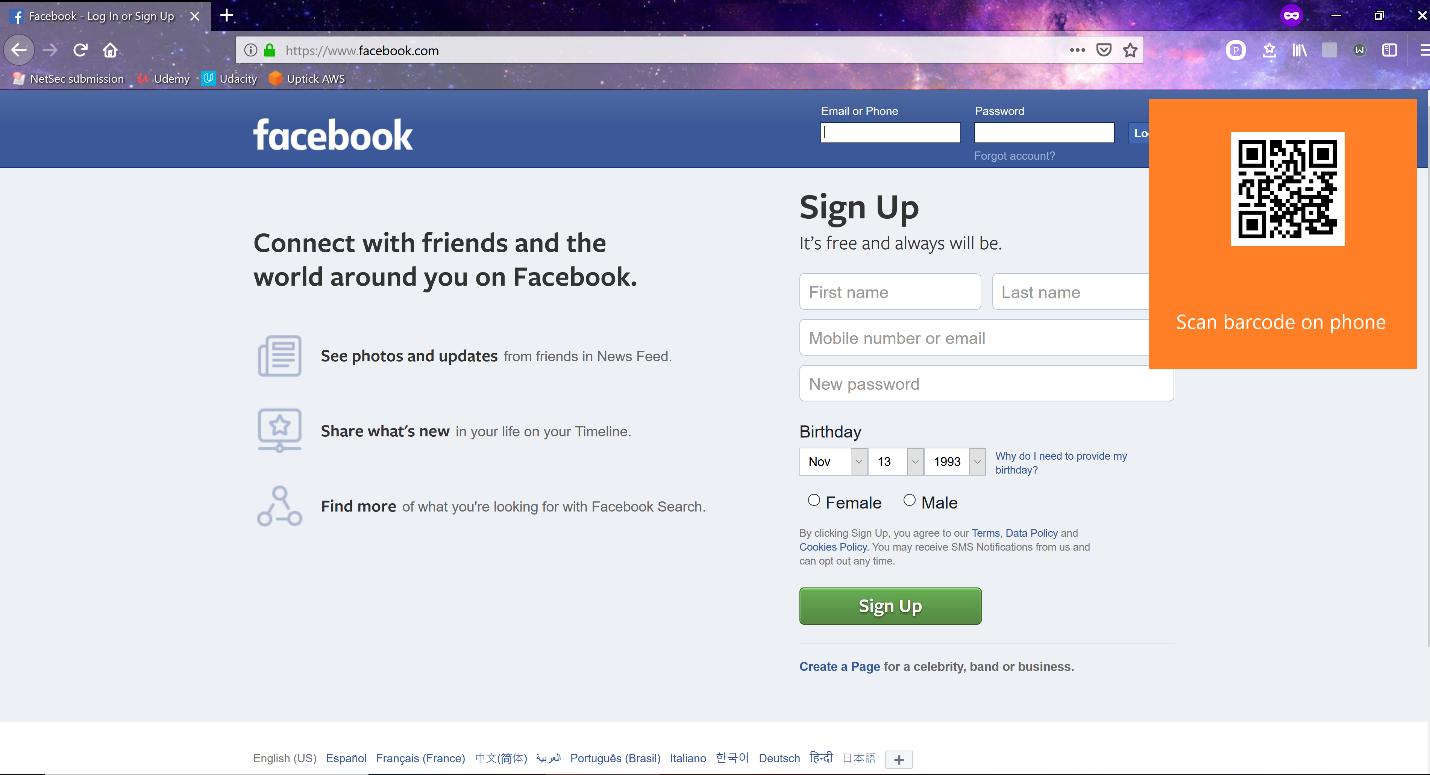 Facebook - Log In or Sign Up
https://www.facebook.com
NetSec submission Udemy Udacity Uptick AWS
facebook
Email or Phone Password
Lo
Forgot account?
Connect with friends and the
world around you on Facebook.
See photos and updates from friends in News Feed.
Share what's new in your life on your Timeline.
Find more of what you're looking for with Facebook Search.
Sign Up
It's free and always will be.
First name Last name
Mobile number or email
New password
Birthday
Nov 13 1993
Why do I need to provide my
birthday?
Female Male
By clicking Sign Up, you agree to our Terms, Data Policy and
Cookies Policy. You may receive SMS Notifications from us and
can opt out any time.
Sign Up
Create a Page for a celebrity, band or business.
Scan barcode on phone
English (US) Español Français (France) 中文(简体) العربية Português (Brasil) Italiano 한국어 Deutsch हिन्दी 日本語